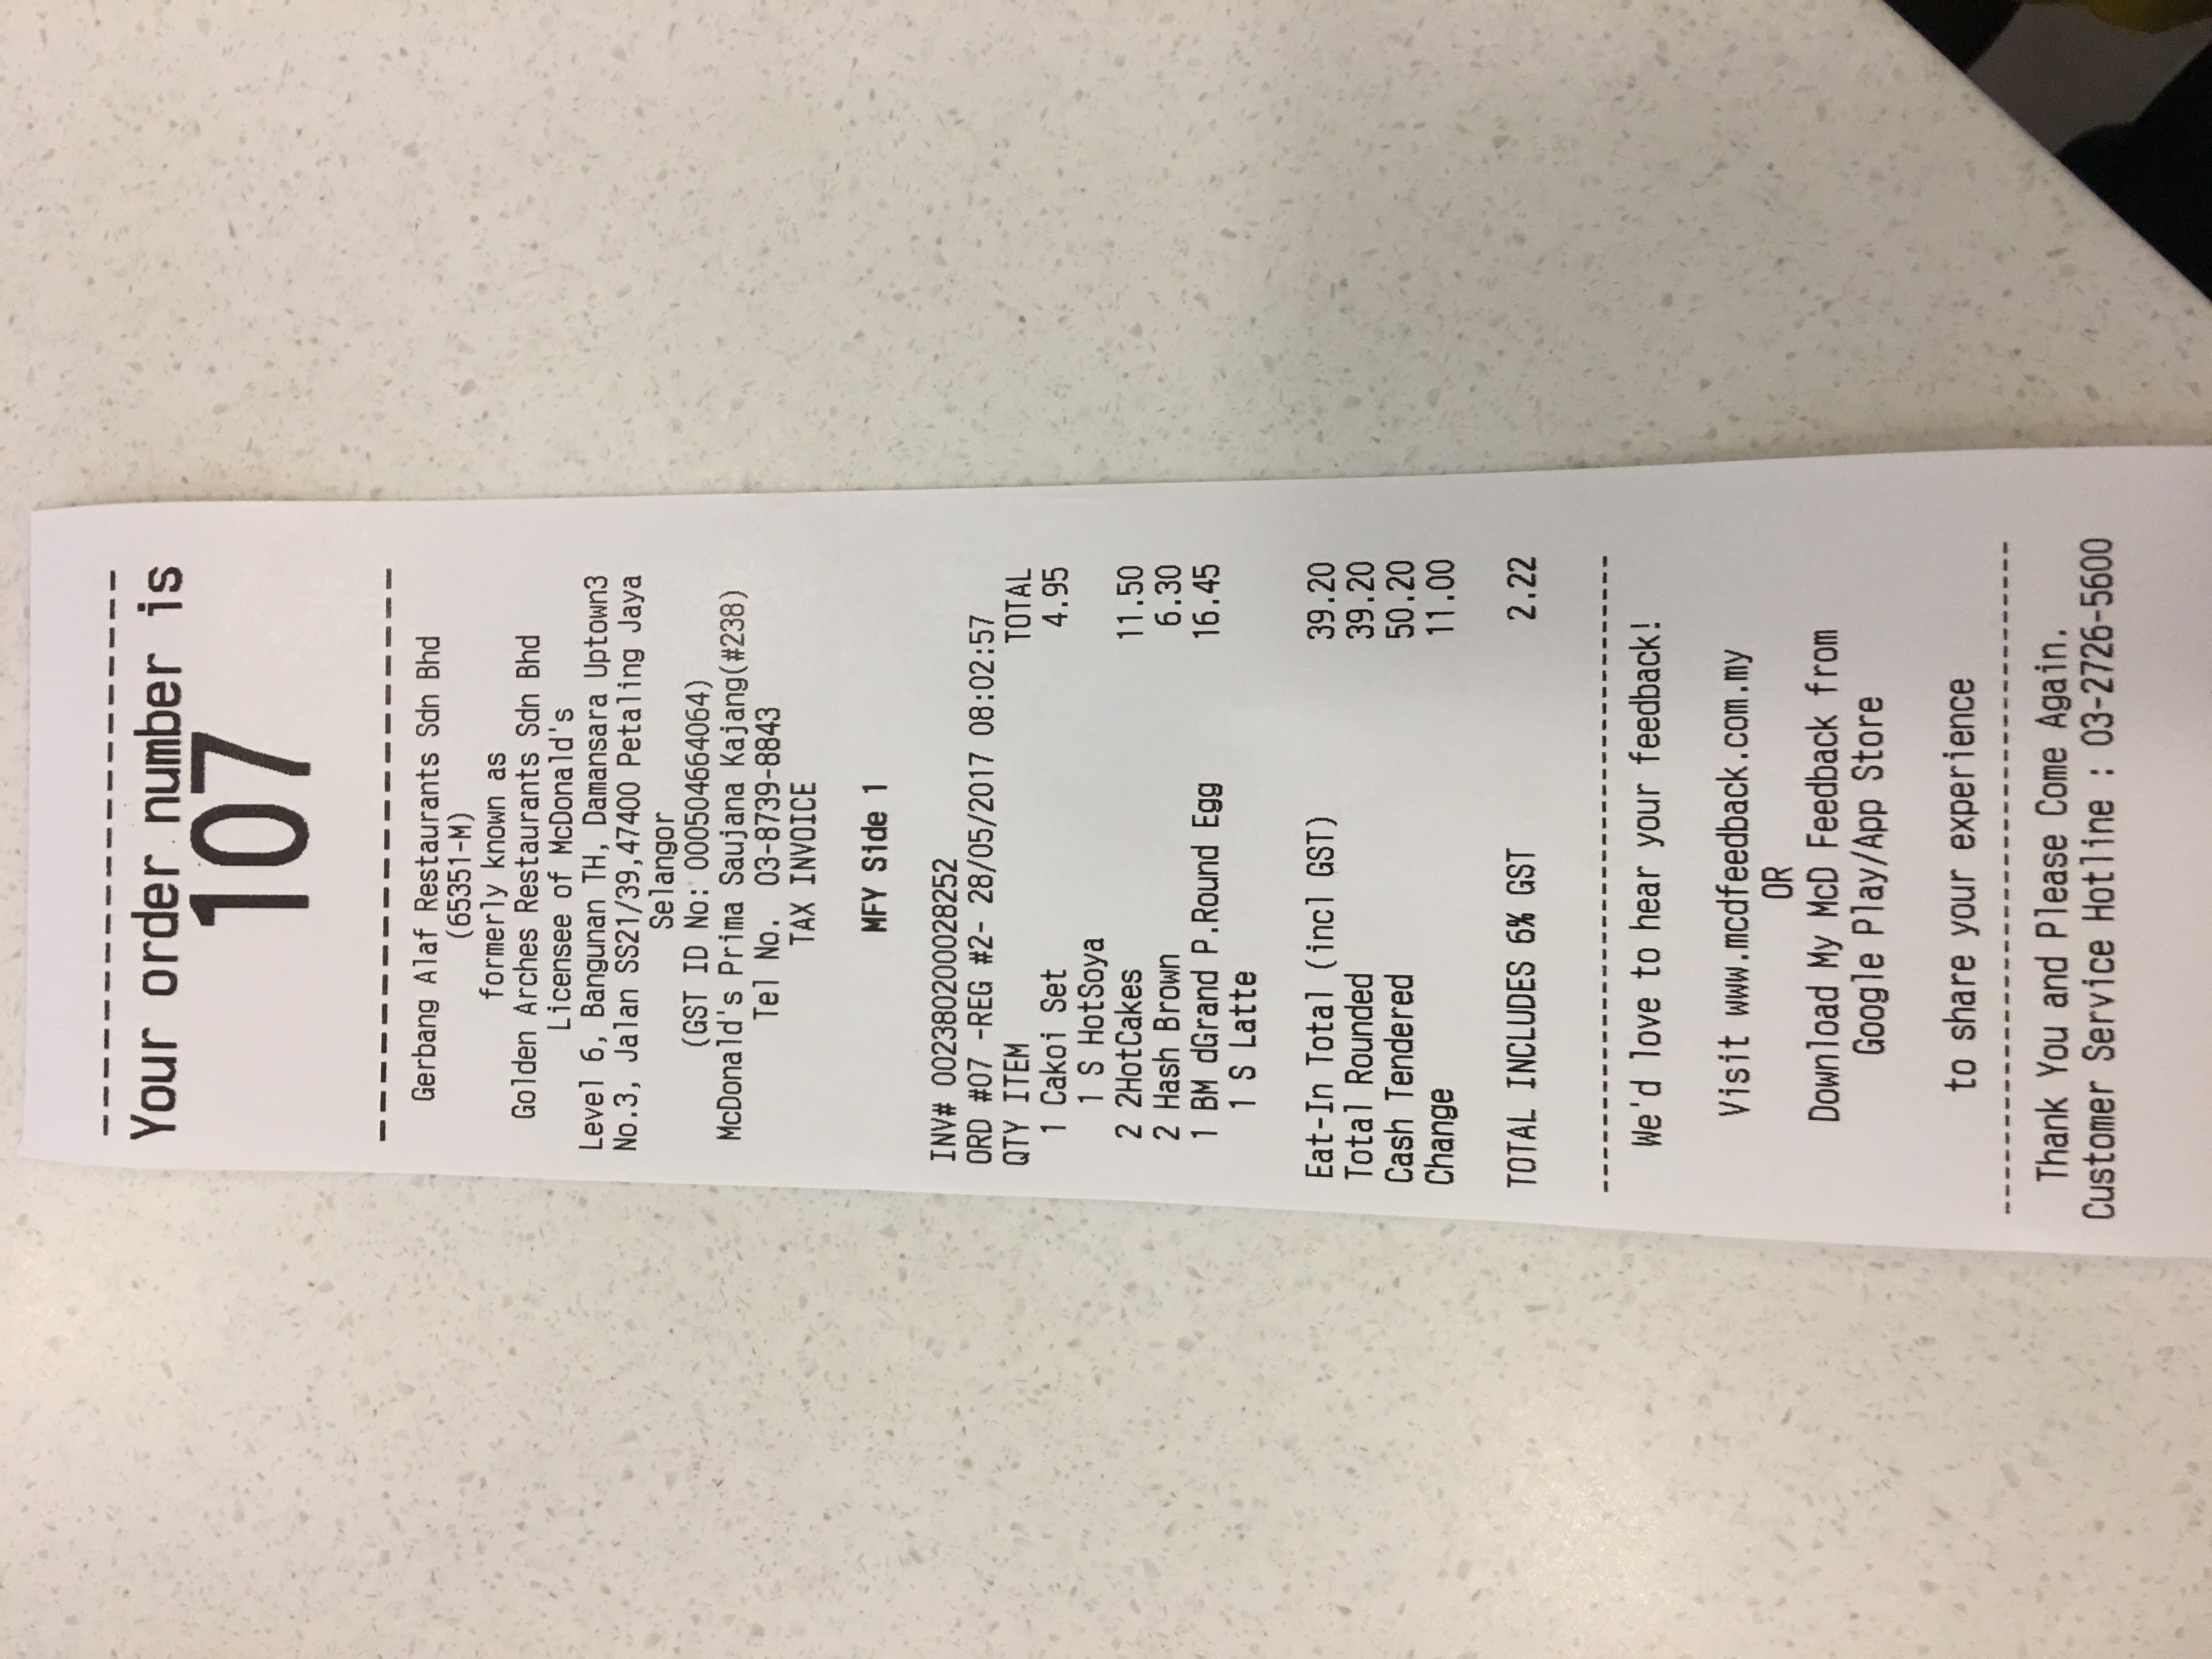 Your order number is
107
Gerbang Alaf Restaurants Sdn Bhd
(65351-M)
formerly known as
Golden Arches Restaurants Sdn Bhd
Licensee of McDonald's
Level 6, Bangunan TH, Damansara Uptown3
No.3, Jalan SS21/39,47400 Petaling Jaya
Selangor
(GST ID No: 000504664064)
McDonald's Prima Saujana Kajang(#238)
Tel No. 03-8739-8843
TAX INVOICE
MFY Side 1
INV# 002380200028252
ORD #07 -REG #2- 28/05/2017 08:02:57
QTY ITEM TOTAL
1 Cakoi Set 4.95
1 S HotSoya
2 2HotCakes 11.50
2 Hash Brown 6.30
1 BM dGrand P.Round Egg 16.45
1 S Latte
Eat-In Total (incl GST) 39.20
Total Rounded 39.20
Cash Tendered 50.20
Change 11.00
TOTAL INCLUDES 6% GST 2.22
We'd love to hear your feedback!
Visit www.mcdfeedback.com.my
OR
Download My McD Feedback from
Google Play/App Store
to share your experience
Thank You and Please Come Again.
Customer Service Hotline : 03-2726-5600